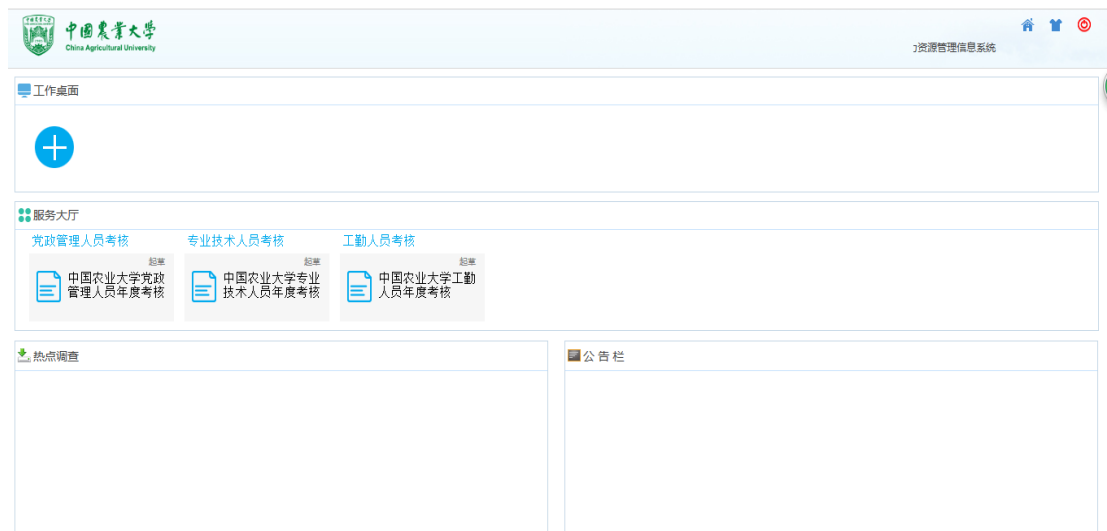 中国农业大学
China Agricultural University
资源管理信息系统
工作桌面
服务大厅
党政管理人员考核
专业技术人员考核
工勤人员考核
起草
中国农业大学党政
管理人员年度考核
起草
中国农业大学专业
技术人员年度考核
起草
中国农业大学工勤
人员年度考核
热点调查
公 告 栏